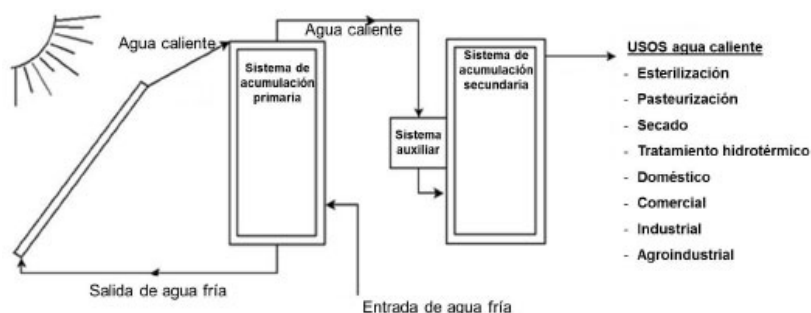 Agua caliente
Agua caliente
Sistema de
acumulación
primaria
Sistema de
acumulación
secundaria
Sistema
auxiliar
Salida de agua fría
Entrada de agua fría
USOS agua caliente
- Esterilización
- Pasteurización
- Secado
- Tratamiento hidrotérmico
- Doméstico
- Comercial
- Industrial
- Agroindustrial